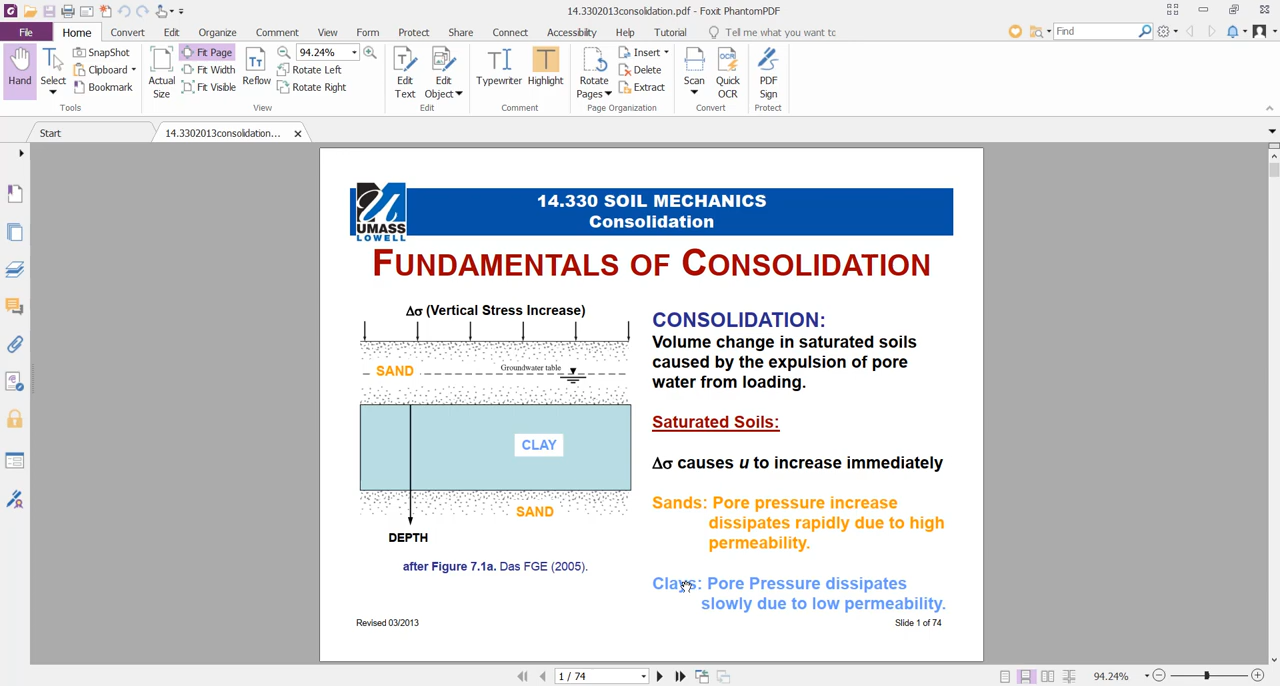 14.3302013consolidation.pdf - Foxit PhantomPDF
File Home Convert Edit Organize Comment View Form Protect Share Connect Accessibility Help Tutorial Tell me what you want tc Find
Hand
Select
SnapShot
Clipboard
Bookmark
Tools
Actual Size
Fit Page
Fit Width
Fit Visible
Reflow
94.24%
Rotate Left
Rotate Right
View
Edit Text
Edit Object
Edit
Typewriter
Highlight
Comment
Rotate Pages
Insert
Delete
Extract
Page Organization
Scan
Quick OCR
Convert
PDF Sign
Protect
Start
14.3302013consolidation...
14.330 SOIL MECHANICS
Consolidation
UMASS
LOWELL
FUNDAMENTALS OF CONSOLIDATION
Δσ (Vertical Stress Increase)
SAND
Groundwater table
CLAY
SAND
DEPTH
after Figure 7.1a. Das FGE (2005).
CONSOLIDATION:
Volume change in saturated soils
caused by the expulsion of pore
water from loading.
Saturated Soils:
Δσ causes u to increase immediately
Sands: Pore pressure increase
dissipates rapidly due to high
permeability.
Clays: Pore Pressure dissipates
slowly due to low permeability.
Revised 03/2013
Slide 1 of 74
1 / 74
94.24%